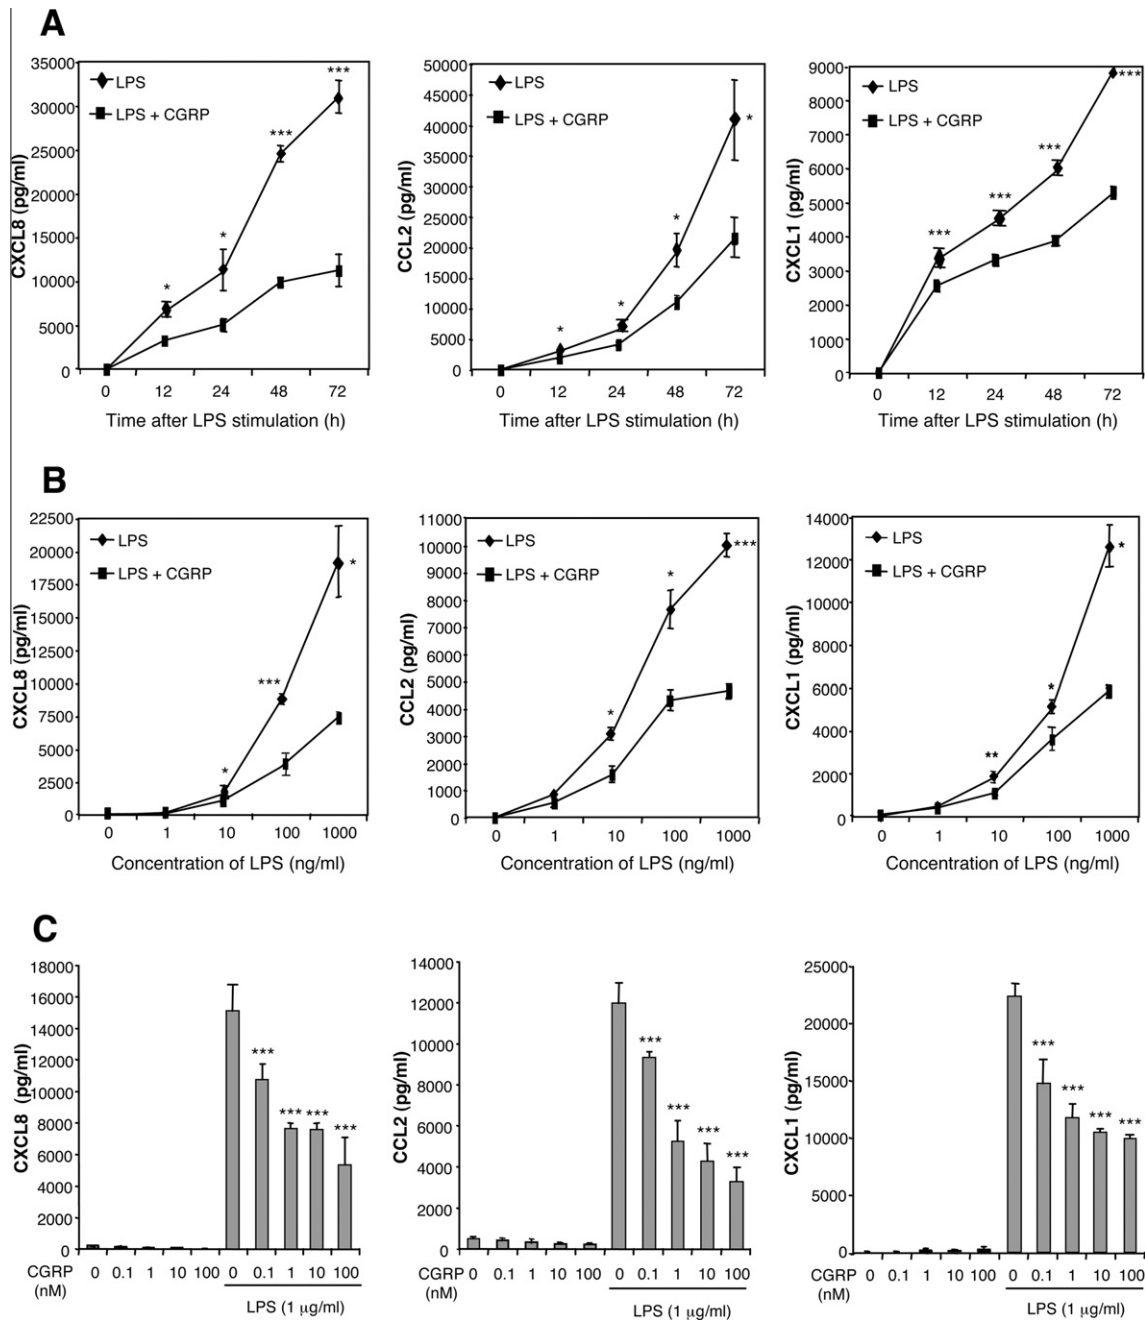 A
CXCL8 (pg/ml)
35000
30000
25000
20000
15000
10000
5000
0
LPS
LPS + CGRP
*
*
***
***
0 12 24 48 72
Time after LPS stimulation (h)
CCL2 (pg/ml)
50000
45000
40000
35000
30000
25000
20000
15000
10000
5000
0
LPS
LPS + CGRP
*
*
*
*
0 12 24 48 72
Time after LPS stimulation (h)
CXCL1 (pg/ml)
9000
8000
7000
6000
5000
4000
3000
2000
1000
0
LPS
LPS + CGRP
***
***
***
***
0 12 24 48 72
Time after LPS stimulation (h)
B
CXCL8 (pg/ml)
22500
20000
17500
15000
12500
10000
7500
5000
2500
0
LPS
LPS + CGRP
*
***
*
0 1 10 100 1000
Concentration of LPS (ng/ml)
CCL2 (pg/ml)
11000
10000
9000
8000
7000
6000
5000
4000
3000
2000
1000
0
LPS
LPS + CGRP
*
*
***
0 1 10 100 1000
Concentration of LPS (ng/ml)
CXCL1 (pg/ml)
14000
12000
10000
8000
6000
4000
2000
0
LPS
LPS + CGRP
**
*
*
0 1 10 100 1000
Concentration of LPS (ng/ml)
C
CXCL8 (pg/ml)
18000
16000
14000
12000
10000
8000
6000
4000
2000
0
*** *** *** ***
CGRP 0 0.1 1 10 100 0 0.1 1 10 100
(nM)
LPS (1 μg/ml)
CCL2 (pg/ml)
14000
12000
10000
8000
6000
4000
2000
0
*** *** *** ***
CGRP 0 0.1 1 10 100 0 0.1 1 10 100
(nM)
LPS (1 μg/ml)
CXCL1 (pg/ml)
25000
20000
15000
10000
5000
0
*** *** *** ***
CGRP 0 0.1 1 10 100 0 0.1 1 10 100
(nM)
LPS (1 μg/ml)